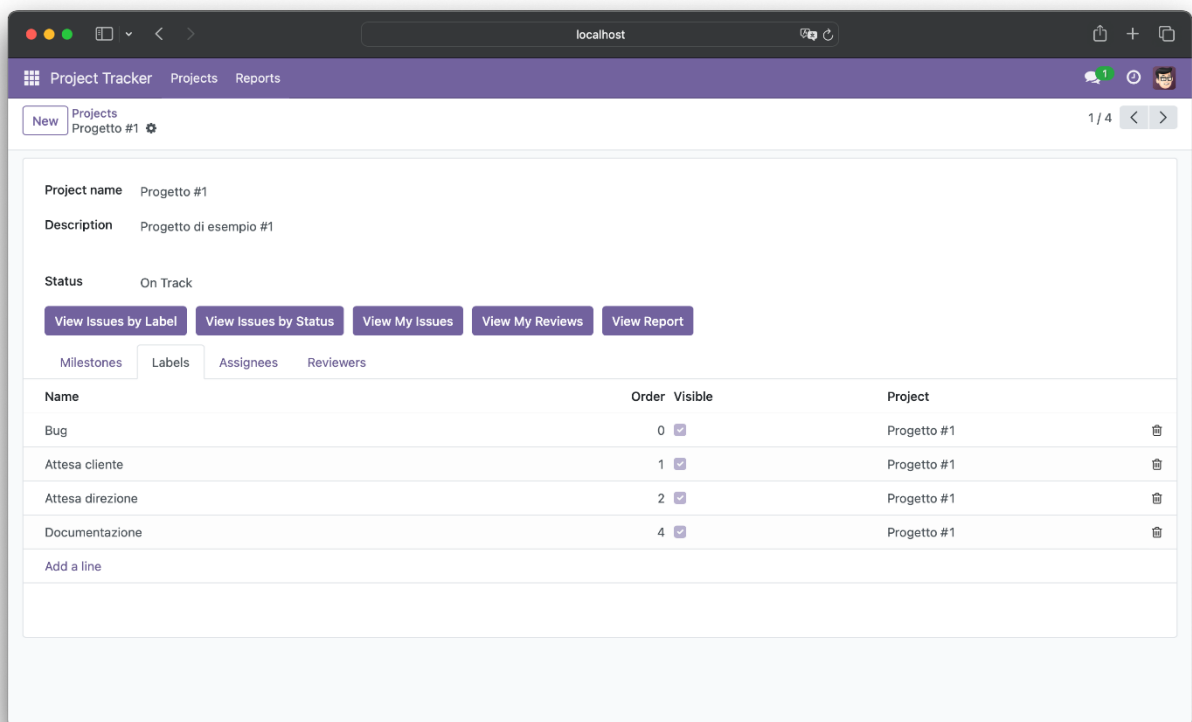 localhost
Project Tracker Projects Reports 1
New Projects 1 / 4
Progetto #1
Project name Progetto #1
Description Progetto di esempio #1
Status On Track
View Issues by Label View Issues by Status View My Issues View My Reviews View Report
Milestones Labels Assignees Reviewers
Name Order Visible Project
Bug 0 Progetto #1
Attesa cliente 1 Progetto #1
Attesa direzione 2 Progetto #1
Documentazione 4 Progetto #1
Add a line